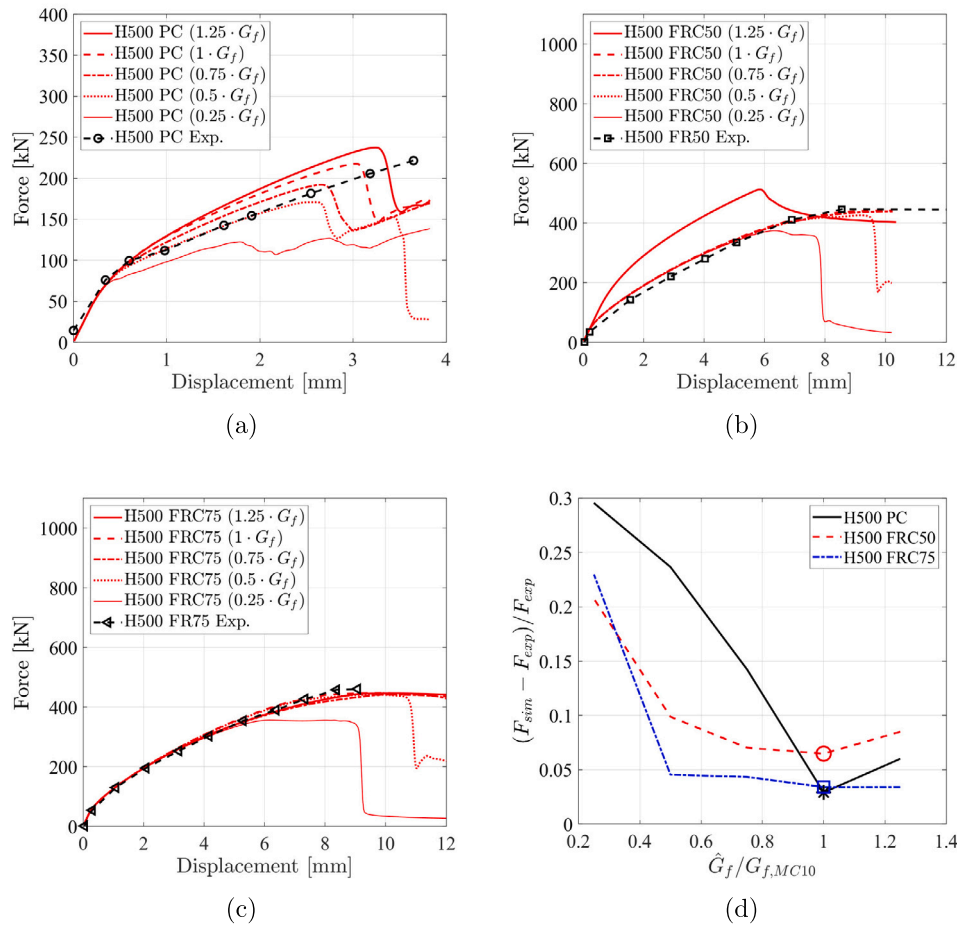 400
350
300
250
200
150
100
50
0
Force [kN]
H500 PC (1.25 · G_f)
H500 PC (1 · G_f)
H500 PC (0.75 · G_f)
H500 PC (0.5 · G_f)
H500 PC (0.25 · G_f)
H500 PC Exp.
0 1 2 3 4
Displacement [mm]
(a)
1000
800
600
400
200
0
Force [kN]
H500 FRC50 (1.25 · G_f)
H500 FRC50 (1 · G_f)
H500 FRC50 (0.75 · G_f)
H500 FRC50 (0.5 · G_f)
H500 FRC50 (0.25 · G_f)
H500 FR50 Exp.
0 2 4 6 8 10 12
Displacement [mm]
(b)
1000
800
600
400
200
0
Force [kN]
H500 FRC75 (1.25 · G_f)
H500 FRC75 (1 · G_f)
H500 FRC75 (0.75 · G_f)
H500 FRC75 (0.5 · G_f)
H500 FRC75 (0.25 · G_f)
H500 FR75 Exp.
0 2 4 6 8 10 12
Displacement [mm]
(c)
0.3
0.25
0.2
0.15
0.1
0.05
0
(F_sim − F_exp)/F_exp
H500 PC
H500 FRC50
H500 FRC75
0.2 0.4 0.6 0.8 1 1.2 1.4
Ĝ_f/G_f,MC10
(d)